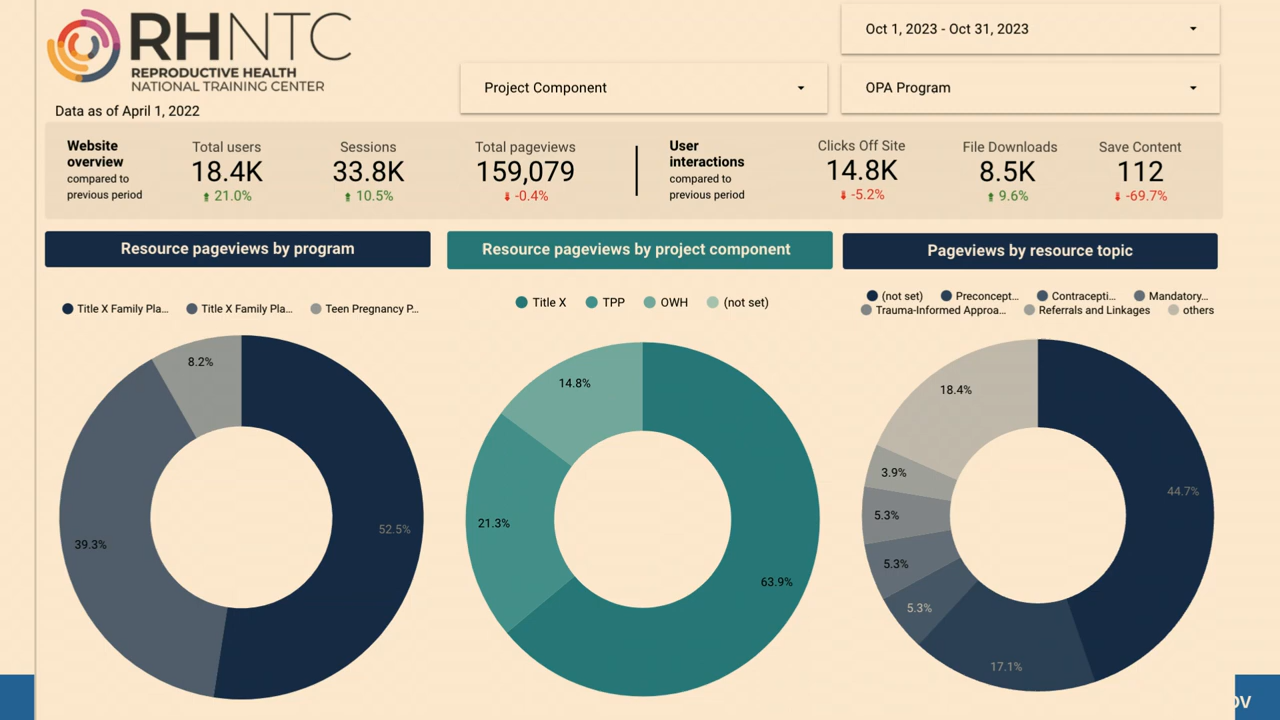 RHNTC
REPRODUCTIVE HEALTH
NATIONAL TRAINING CENTER
Data as of April 1, 2022
Oct 1, 2023 - Oct 31, 2023
Project Component
OPA Program
Website
overview
compared to
previous period
Total users
18.4K
21.0%
Sessions
33.8K
10.5%
Total pageviews
159,079
-0.4%
User
interactions
compared to
previous period
Clicks Off Site
14.8K
-5.2%
File Downloads
8.5K
9.6%
Save Content
112
-69.7%
Resource pageviews by program
Title X Family Pla... Title X Family Pla... Teen Pregnancy P...
8.2%
39.3%
52.5%
Resource pageviews by project component
Title X TPP OWH (not set)
14.8%
21.3%
63.9%
Pageviews by resource topic
(not set) Preconcept... Contracepti... Mandatory...
Trauma-Informed Approa... Referrals and Linkages others
18.4%
3.9%
44.7%
5.3%
5.3%
5.3%
17.1%